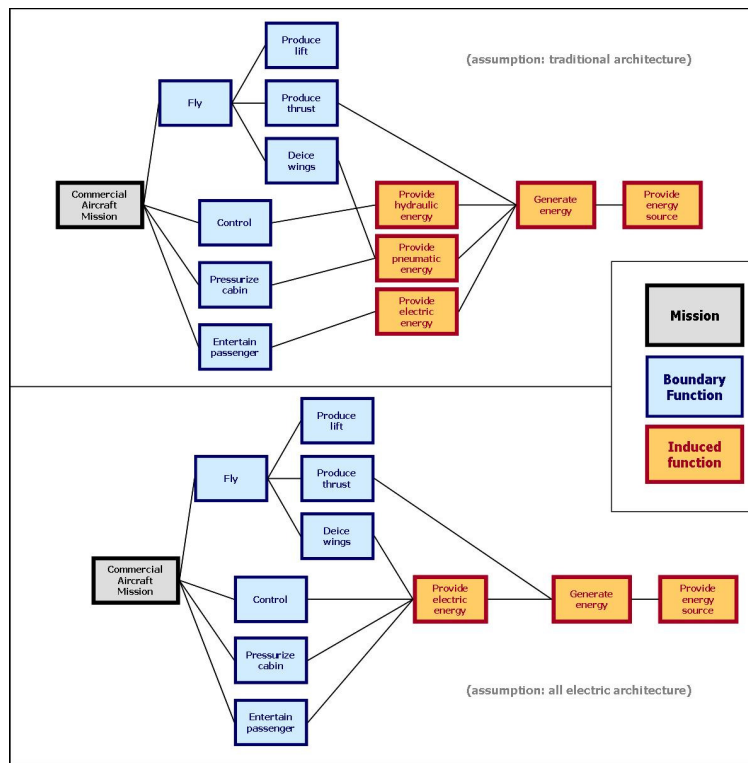 Produce
lift
(assumption: traditional architecture)
Fly
Produce
thrust
Deice
wings
Commercial
Aircraft
Mission
Provide
hydraulic
energy
Generate
energy
Provide
energy
source
Control
Provide
pneumatic
energy
Pressurize
cabin
Provide
electric
energy
Entertain
passenger
Mission
Boundary
Function
Induced
function
Produce
lift
Fly
Produce
thrust
Deice
wings
Commercial
Aircraft
Mission
Control
Provide
electric
energy
Generate
energy
Provide
energy
source
Pressurize
cabin
Entertain
passenger
(assumption: all electric architecture)